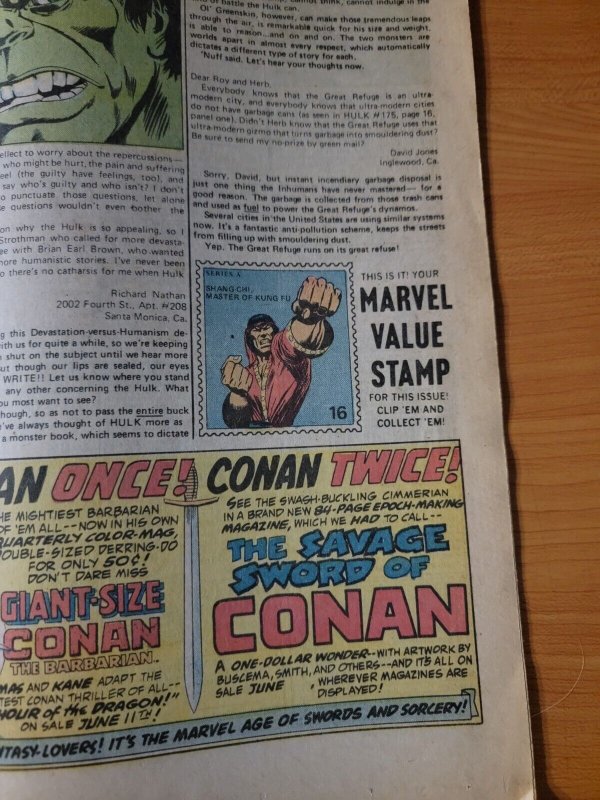 of battle the Hulk can.
Ol' Greenskin, however, can make those tremendous leaps
through the air, is remarkable quick for his size and weight,
is able to reason...and on and on. The two monsters are
worlds apart in almost every respect, which automatically
dictates a different type of story for each.
'Nuff said. Let's hear your thoughts now.
Dear Roy and Herb,
Everybody knows that the Great Refuge is an ultra-
modern city, and everybody knows that ultra-modern cities
do not have garbage cans (as seen in HULK #175, page 16,
panel one). Didn't Herb know that the Great Refuge uses that
ultra-modern gizmo that turns garbage into smouldering dust?
Be sure to send my no-prize by green mail?
David Jones
Inglewood, Ca.
Sorry, David, but instant incendiary garbage disposal is
just one thing the Inhumans have never mastered— for a
good reason. The garbage is collected from those trash cans
and used as fuel to power the Great Refuge's dynamos.
Several cities in the United States are using similar systems
now. It's a fantastic anti-pollution scheme, keeps the streets
from filling up with smouldering dust.
Yep. The Great Refuge runs on its great refuse!
ellect to worry about the repercussions—
who might be hurt, the pain and suffering
eel (the guilty have feelings, too), and
say who's guilty and who isn't? I don't
o punctuate those questions, let alone
e questions wouldn't even bother the
on why the Hulk is so appealing, so I
Strothman who called for more devasta-
ee with Brian Earl Brown, who wanted
more humanistic stories. I've never been
o there's no catharsis for me when Hulk
Richard Nathan
2002 Fourth St., Apt. #208
Santa Monica, Ca.
g this Devastation-versus-Humanism de-
ith us for quite a while, so we're keeping
shut on the subject until we hear more
ut though our lips are sealed, our eyes
WRITE!! Let us know where you stand
any other concerning the Hulk. What
ou most want to see?
hough, so as not to pass the entire buck
've always thought of HULK more as
a monster book, which seems to dictate
SERIES A
SHANG-CHI,
MASTER OF KUNG FU
16
THIS IS IT! YOUR
MARVEL
VALUE
STAMP
FOR THIS ISSUE!
CLIP 'EM AND
COLLECT 'EM!
AN ONCE!
HE MIGHTIEST BARBARIAN
OF 'EM ALL--NOW IN HIS OWN
QUARTERLY COLOR-MAG,
OUBLE-SIZED DERRING-DO
FOR ONLY 50¢!
DON'T DARE MISS
GIANT-SIZE
CONAN
THE BARBARIAN.
MAS AND KANE ADAPT THE
TEST CONAN THRILLER OF ALL--
HOUR of the DRAGON!"
ON SALE JUNE 11TH!
CONAN TWICE!
SEE THE SWASH-BUCKLING CIMMERIAN
IN A BRAND NEW 84-PAGE EPOCH-MAKING
MAGAZINE, WHICH WE HAD TO CALL--
THE SAVAGE
SWORD OF
CONAN
A ONE-DOLLAR WONDER--WITH ARTWORK BY
BUSCEMA, SMITH, AND OTHERS--AND IT'S ALL ON
SALE JUNE WHEREVER MAGAZINES ARE
DISPLAYED!
NTASY-LOVERS! IT'S THE MARVEL AGE OF SWORDS AND SORCERY!